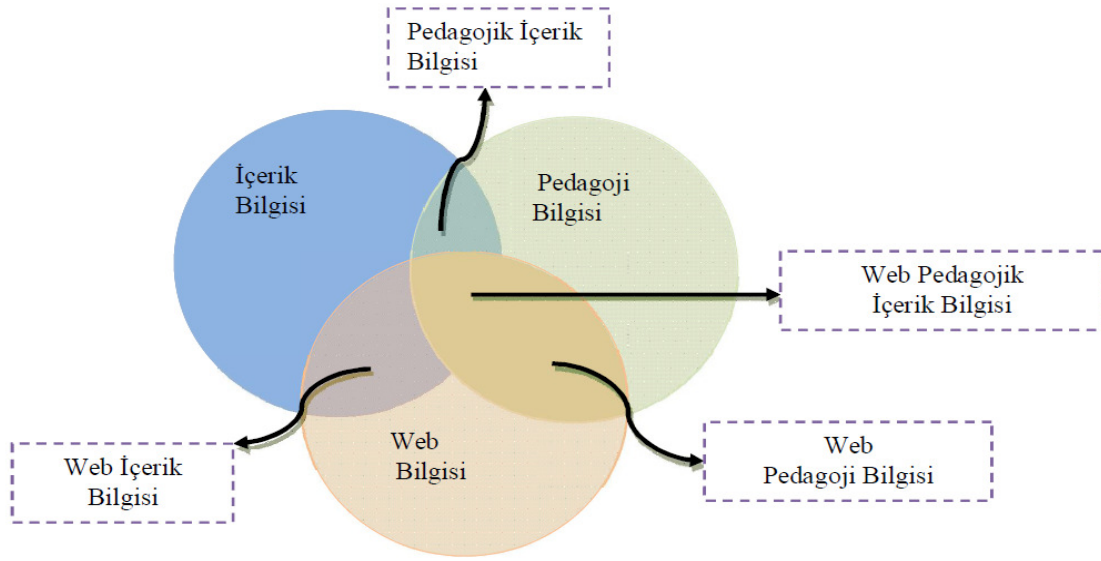 Pedagojik İçerik
Bilgisi
İçerik
Bilgisi
Pedagoji
Bilgisi
Web Pedagojik
İçerik Bilgisi
Web
Bilgisi
Web
Pedagoji Bilgisi
Web İçerik
Bilgisi